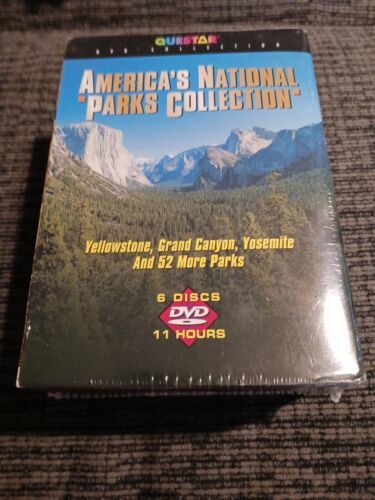 QUESTAR
DVD COLLECTION
AMERICA'S NATIONAL
PARKS COLLECTION
Yellowstone, Grand Canyon, Yosemite
And 52 More Parks
6 DISCS
DVD
11 HOURS